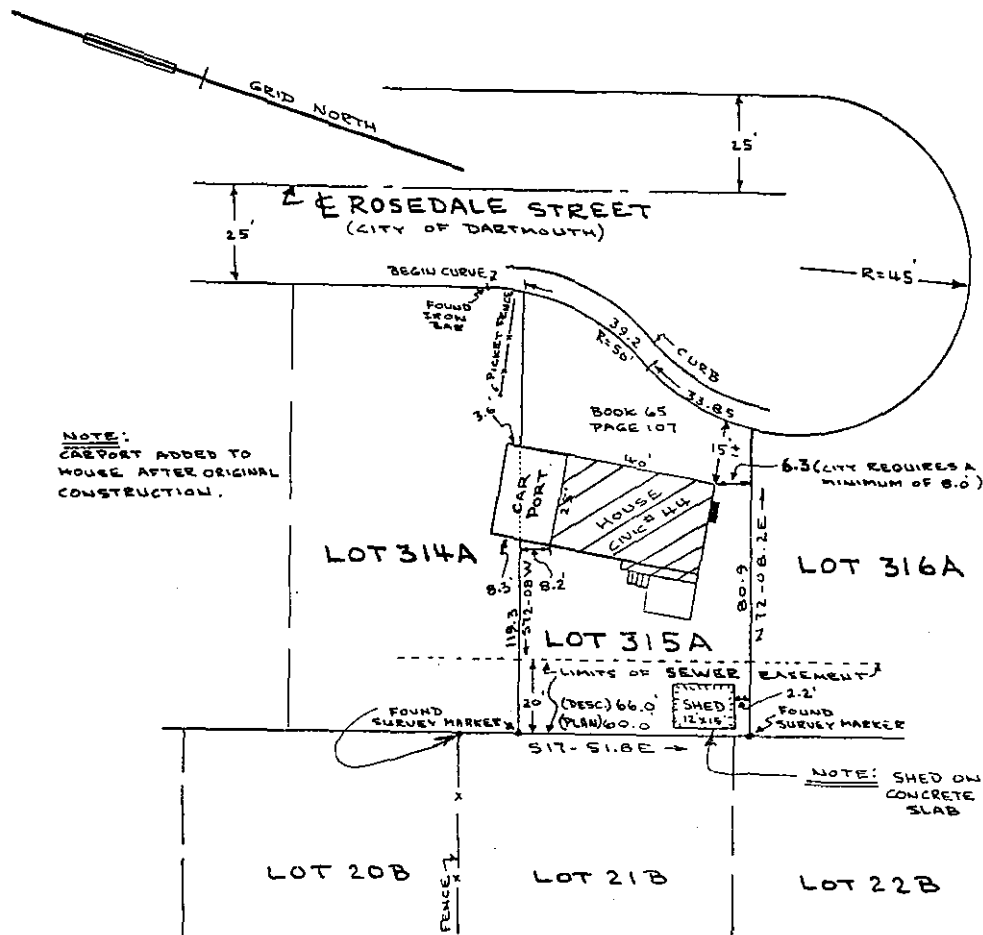 GRID NORTH
25'
℄ ROSEDALE STREET
(CITY OF DARTMOUTH)
25'
R=45'
BEGIN CURVE
FOUND
IRON
BAR
PICKET FENCE
39.2
R=50'
CURB
33.85
3.6'
BOOK 65
PAGE 107
15'±
40'
6.3 (CITY REQUIRES A
MINIMUM OF 8.0')
NOTE:
CARPORT ADDED TO
HOUSE AFTER ORIGINAL
CONSTRUCTION.
CAR
PORT
HOUSE
CIVIC # 44
LOT 314A
8.3'
8.2'
LOT 316A
119.3
S72-08W
80.9
N72-08.2E
LOT 315A
LIMITS OF SEWER EASEMENT
20'
(DESC) 66.0'
(PLAN) 60.0'
SHED
12'X15'
2.2'
FOUND
SURVEY MARKER
FOUND
SURVEY MARKER
S17-51.8E
NOTE: SHED ON
CONCRETE
SLAB
LOT 20B
FENCE
LOT 21B
LOT 22B